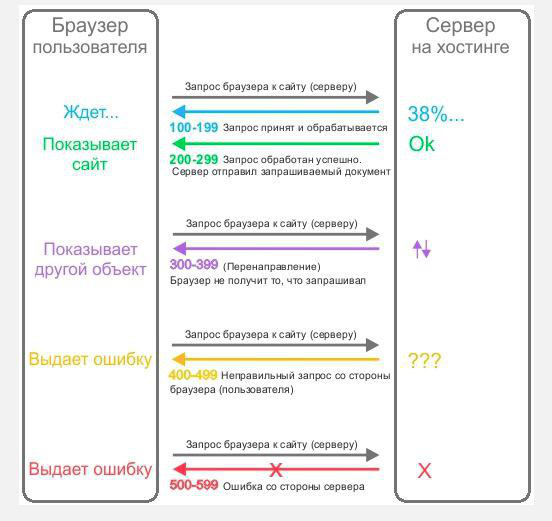 Браузер
пользователя
Сервер
на хостинге
Запрос браузера к сайту (серверу)
Ждет...
38%...
100-199 Запрос принят и обрабатывается
Показывает
сайт
Ok
200-299 Запрос обработан успешно.
Сервер отправил запрашиваемый документ
Запрос браузера к сайту (серверу)
Показывает
другой объект
300-399 (Перенаправление)
Браузер не получит то, что запрашивал
Запрос браузера к сайту (серверу)
Выдает ошибку
???
400-499 Неправильный запрос со стороны
браузера (пользователя)
Запрос браузера к сайту (серверу)
Выдает ошибку
X
X
500-599 Ошибка со стороны сервера